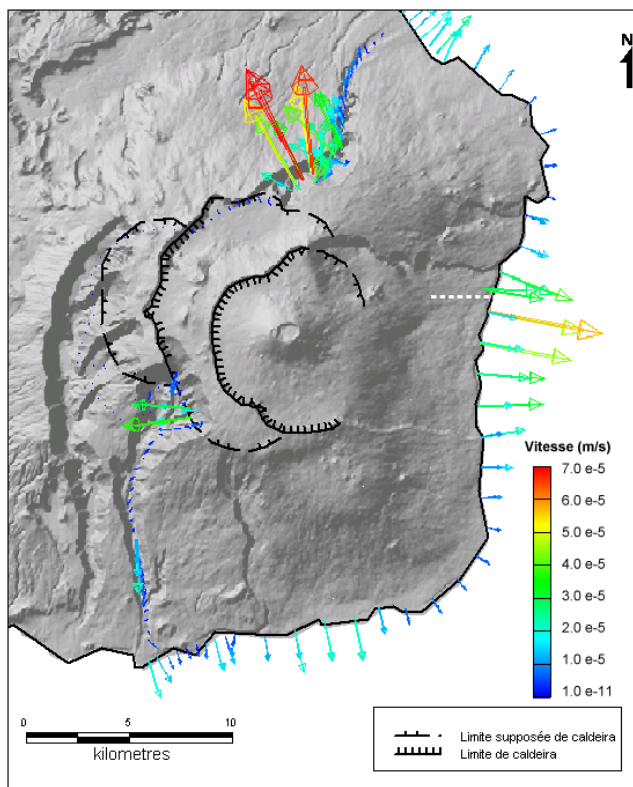 N
Vitesse (m/s)
7.0 e-5
6.0 e-5
5.0 e-5
4.0 e-5
3.0 e-5
2.0 e-5
1.0 e-5
1.0 e-11
0 5 10
kilometres
Limite supposée de caldeira
Limite de caldeira